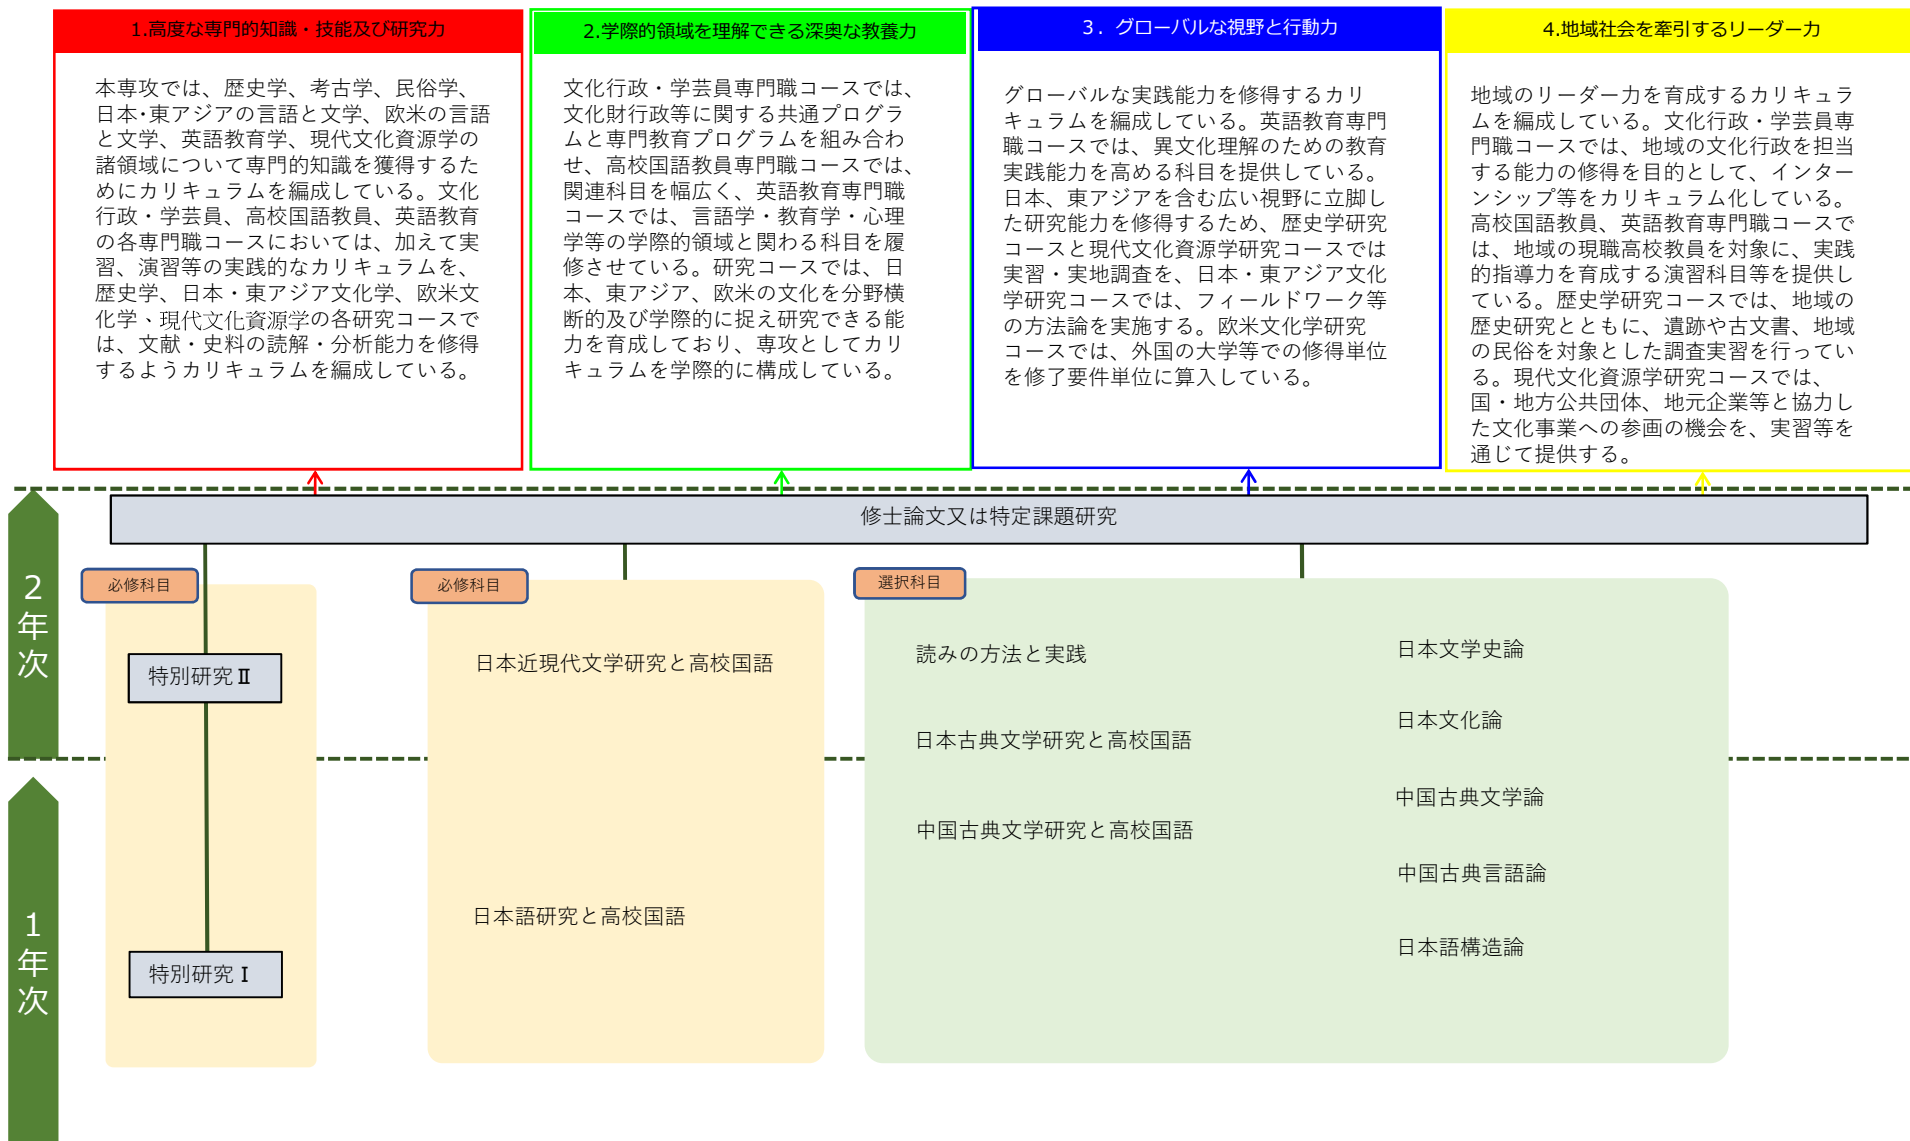 1.高度な専門的知識・技能及び研究力
本専攻では、歴史学、考古学、民俗学、
日本･東アジアの言語と文学、欧米の言語
と文学、英語教育学、現代文化資源学の
諸領域について専門的知識を獲得するた
めにカリキュラムを編成している。文化
行政・学芸員、高校国語教員、英語教育
の各専門職コースにおいては、加えて実
習、演習等の実践的なカリキュラムを、
歴史学、日本・東アジア文化学、欧米文
化学、現代文化資源学の各研究コースで
は、文献・史料の読解・分析能力を修得
するようカリキュラムを編成している。
2.学際的領域を理解できる深奥な教養力
文化行政・学芸員専門職コースでは、
文化財行政等に関する共通プログラ
ムと専門教育プログラムを組み合わ
せ、高校国語教員専門職コースでは、
関連科目を幅広く、英語教育専門職
コースでは、言語学・教育学・心理
学等の学際的領域と関わる科目を履
修させている。研究コースでは、日
本、東アジア、欧米の文化を分野横
断的及び学際的に捉え研究できる能
力を育成しており、専攻としてカリ
キュラムを学際的に構成している。
3．グローバルな視野と行動力
グローバルな実践能力を修得するカリ
キュラムを編成している。英語教育専門
職コースでは、異文化理解のための教育
実践能力を高める科目を提供している。
日本、東アジアを含む広い視野に立脚し
た研究能力を修得するため、歴史学研究
コースと現代文化資源学研究コースでは
実習・実地調査を、日本・東アジア文化
学研究コースでは、フィールドワーク等
の方法論を実施する。欧米文化学研究
コースでは、外国の大学等での修得単位
を修了要件単位に算入している。
4.地域社会を牽引するリーダー力
地域のリーダー力を育成するカリキュラ
ムを編成している。文化行政・学芸員専
門職コースでは、地域の文化行政を担当
する能力の修得を目的として、インター
ンシップ等をカリキュラム化している。
高校国語教員、英語教育専門職コースで
は、地域の現職高校教員を対象に、実践
的指導力を育成する演習科目等を提供し
ている。歴史学研究コースでは、地域の
歴史研究とともに、遺跡や古文書、地域
の民俗を対象とした調査実習を行ってい
る。現代文化資源学研究コースでは、
国・地方公共団体、地元企業等と協力し
た文化事業への参画の機会を、実習等を
通じて提供する。
修士論文又は特定課題研究
2年次
必修科目
特別研究Ⅱ
必修科目
日本近現代文学研究と高校国語
選択科目
読みの方法と実践
日本文学史論
日本文化論
日本古典文学研究と高校国語
中国古典文学論
中国古典文学研究と高校国語
中国古典言語論
1年次
日本語研究と高校国語
日本語構造論
特別研究Ⅰ